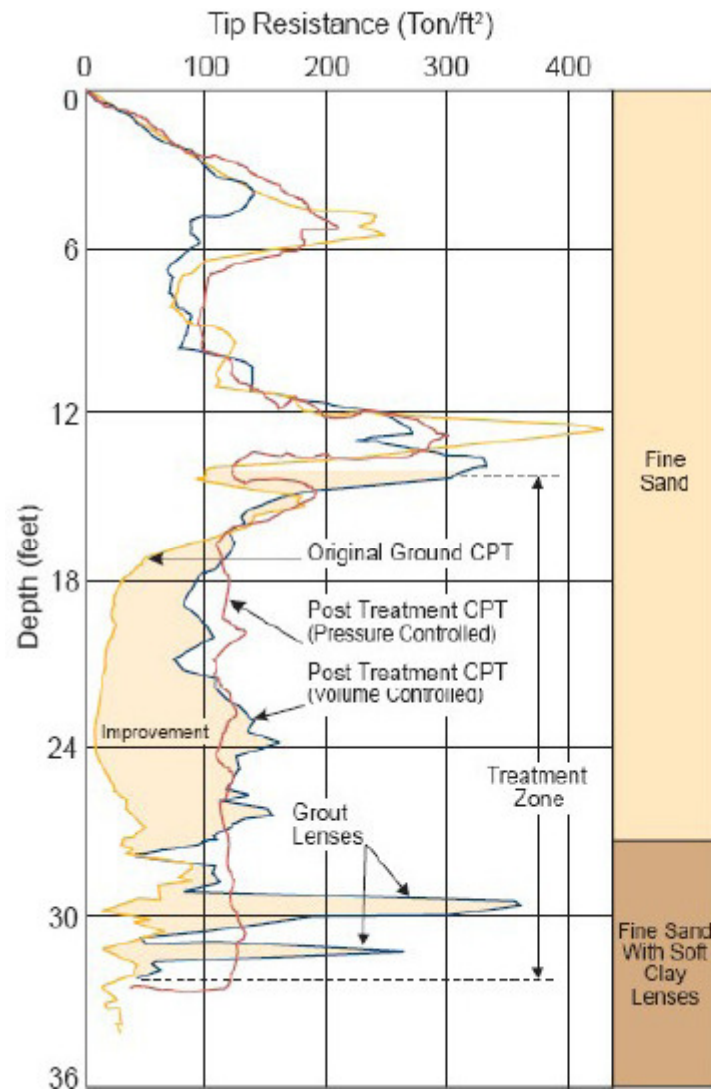 Tip Resistance (Ton/ft²)
0 100 200 300 400
0
6
12
18
24
30
36
Depth (feet)
Original Ground CPT
Post Treatment CPT
(Pressure Controlled)
Post Treatment CPT
(Volume Controlled)
Improvement
Grout
Lenses
Treatment
Zone
Fine
Sand
Fine Sand
With Soft
Clay
Lenses